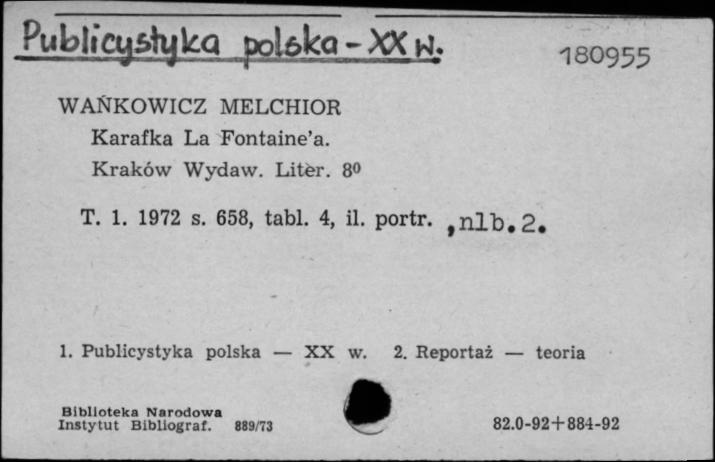 Publicystyka polska - XX w.
180955
WAŃKOWICZ MELCHIOR
Karafka La Fontaine'a.
Kraków Wydaw. Liter. 8⁰
T. 1. 1972 s. 658, tabl. 4, il. portr. , nlb. 2.
1. Publicystyka polska — XX w. 2. Reportaż — teoria
Biblioteka Narodowa
Instytut Bibliograf. 889/73
82.0-92+884-92